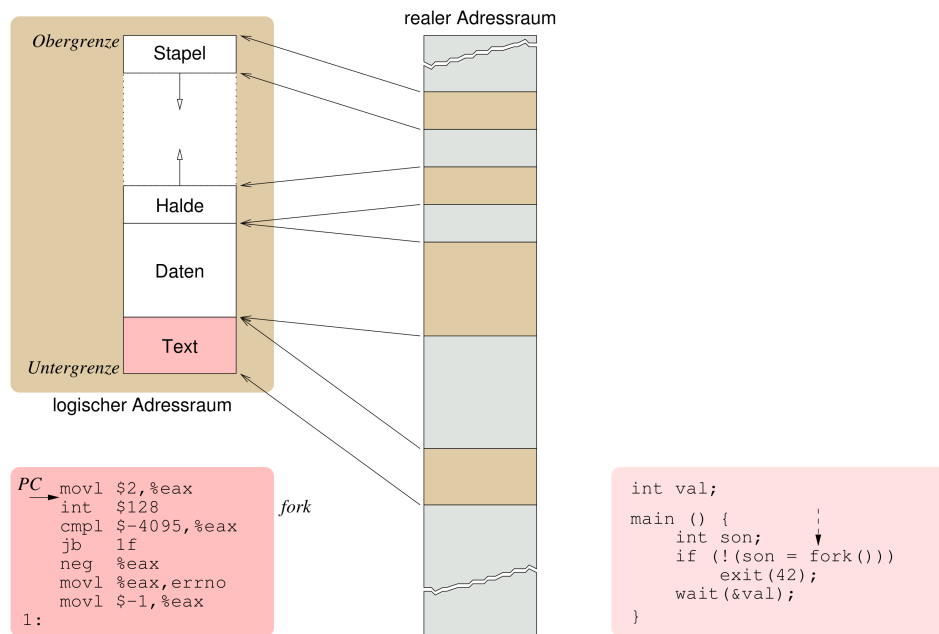 realer Adressraum
Obergrenze
Stapel
Halde
Daten
Text
Untergrenze
logischer Adressraum
PC
movl $2,%eax
int $128
cmpl $-4095,%eax
jb 1f
neg %eax
movl %eax,errno
movl $-1,%eax
1:
fork
int val;
main () {
int son;
if (!(son = fork()))
exit(42);
wait(&val);
}